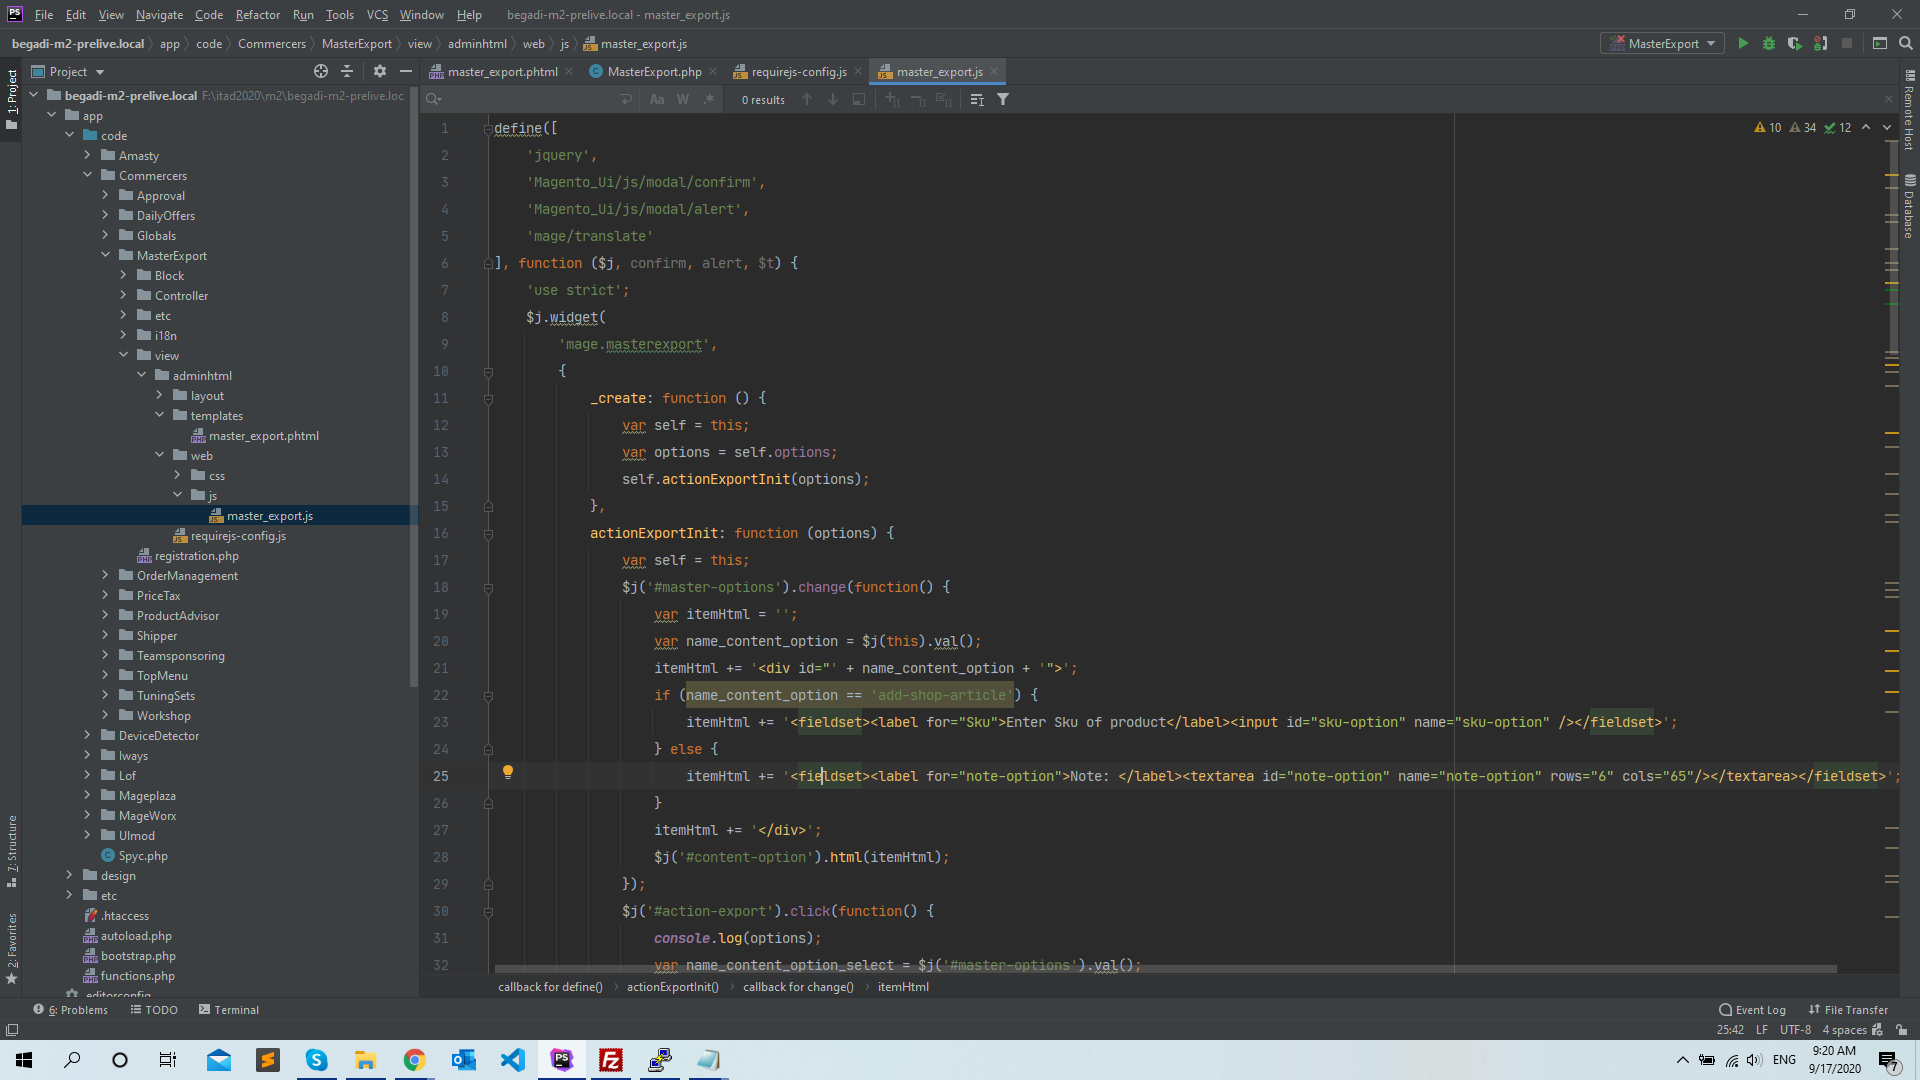 File Edit View Navigate Code Refactor Run Tools VCS Window Help begadi-m2-prelive.local - master_export.js
begadi-m2-prelive.local app code Commercers MasterExport view adminhtml web js master_export.js MasterExport
Project
master_export.phtml MasterExport.php requirejs-config.js master_export.js
Aa W .* 0 results
1: Project
7: Structure
2: Favorites
begadi-m2-prelive.local F:\itad2020\m2\begadi-m2-prelive.loc
app
code
Amasty
Commercers
Approval
DailyOffers
Globals
MasterExport
Block
Controller
etc
i18n
view
adminhtml
layout
templates
master_export.phtml
web
css
js
master_export.js
requirejs-config.js
registration.php
OrderManagement
PriceTax
ProductAdvisor
Shipper
Teamsponsoring
TopMenu
TuningSets
Workshop
DeviceDetector
Iways
Lof
Mageplaza
MageWorx
Ulmod
Spyc.php
design
etc
.htaccess
autoload.php
bootstrap.php
functions.php
.editorconfig
10 34 12
1 define([
2 'jquery',
3 'Magento_Ui/js/modal/confirm',
4 'Magento_Ui/js/modal/alert',
5 'mage/translate'
6 ], function ($j, confirm, alert, $t) {
7 'use strict';
8 $j.widget(
9 'mage.masterexport',
10 {
11 _create: function () {
12 var self = this;
13 var options = self.options;
14 self.actionExportInit(options);
15 },
16 actionExportInit: function (options) {
17 var self = this;
18 $j('#master-options').change(function() {
19 var itemHtml = '';
20 var name_content_option = $j(this).val();
21 itemHtml += '<div id="' + name_content_option + '">';
22 if (name_content_option == 'add-shop-article') {
23 itemHtml += '<fieldset><label for="Sku">Enter Sku of product</label><input id="sku-option" name="sku-option" /></fieldset>';
24 } else {
25 itemHtml += '<fieldset><label for="note-option">Note: </label><textarea id="note-option" name="note-option" rows="6" cols="65"/></textarea></fieldset>';
26 }
27 itemHtml += '</div>';
28 $j('#content-option').html(itemHtml);
29 });
30 $j('#action-export').click(function() {
31 console.log(options);
32 var name_content_option_select = $j('#master-options').val();
Remote Host
Database
callback for define() actionExportInit() callback for change() itemHtml
6: Problems TODO Terminal Event Log File Transfer
25:42 LF UTF-8 4 spaces
ENG
9:20 AM
9/17/2020
7